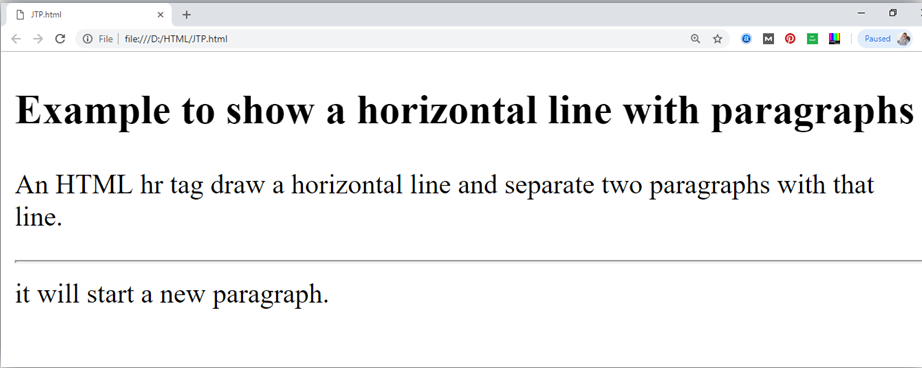 JTP.html
File file:///D:/HTML/JTP.html
Paused
Example to show a horizontal line with paragraphs
An HTML hr tag draw a horizontal line and separate two paragraphs with that
line.
it will start a new paragraph.